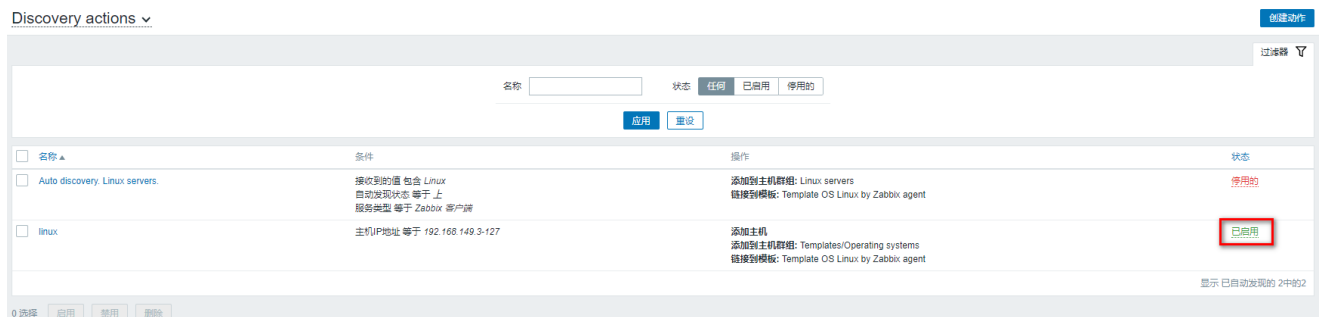 Discovery actions
创建动作
过滤器
名称 状态 任何 已启用 停用的
应用 重设
名称 条件 操作 状态
Auto discovery. Linux servers. 接收到的值 包含 Linux 添加到主机群组: Linux servers 停用的
自动发现状态 等于 上 链接到模板: Template OS Linux by Zabbix agent
服务类型 等于 Zabbix 客户端
linux 主机IP地址 等于 192.168.149.3-127 添加主机 已启用
添加到主机群组: Templates/Operating systems
链接到模板: Template OS Linux by Zabbix agent
显示 已自动发现的 2中的2
0 选择 启用 禁用 删除